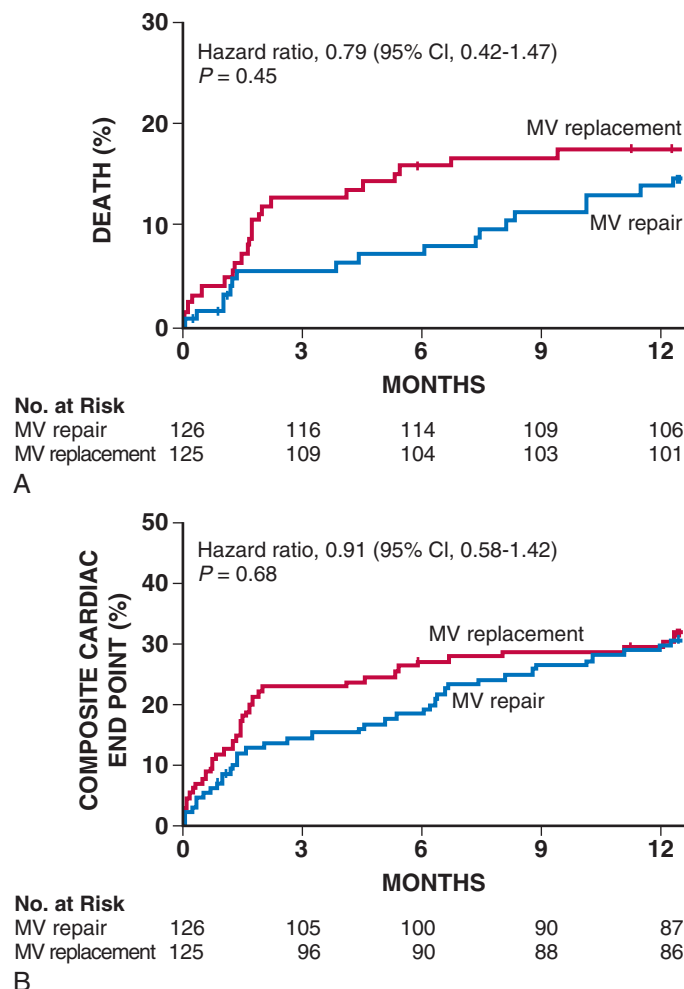 30
Hazard ratio, 0.79 (95% CI, 0.42-1.47)
P = 0.45
20
MV replacement
DEATH (%)
10
MV repair
0
0 3 6 9 12
MONTHS
No. at Risk
MV repair 126 116 114 109 106
MV replacement 125 109 104 103 101
A
50
Hazard ratio, 0.91 (95% CI, 0.58-1.42)
P = 0.68
40
COMPOSITE CARDIAC
END POINT (%)
30
MV replacement
20
MV repair
10
0
0 3 6 9 12
MONTHS
No. at Risk
MV repair 126 105 100 90 87
MV replacement 125 96 90 88 86
B